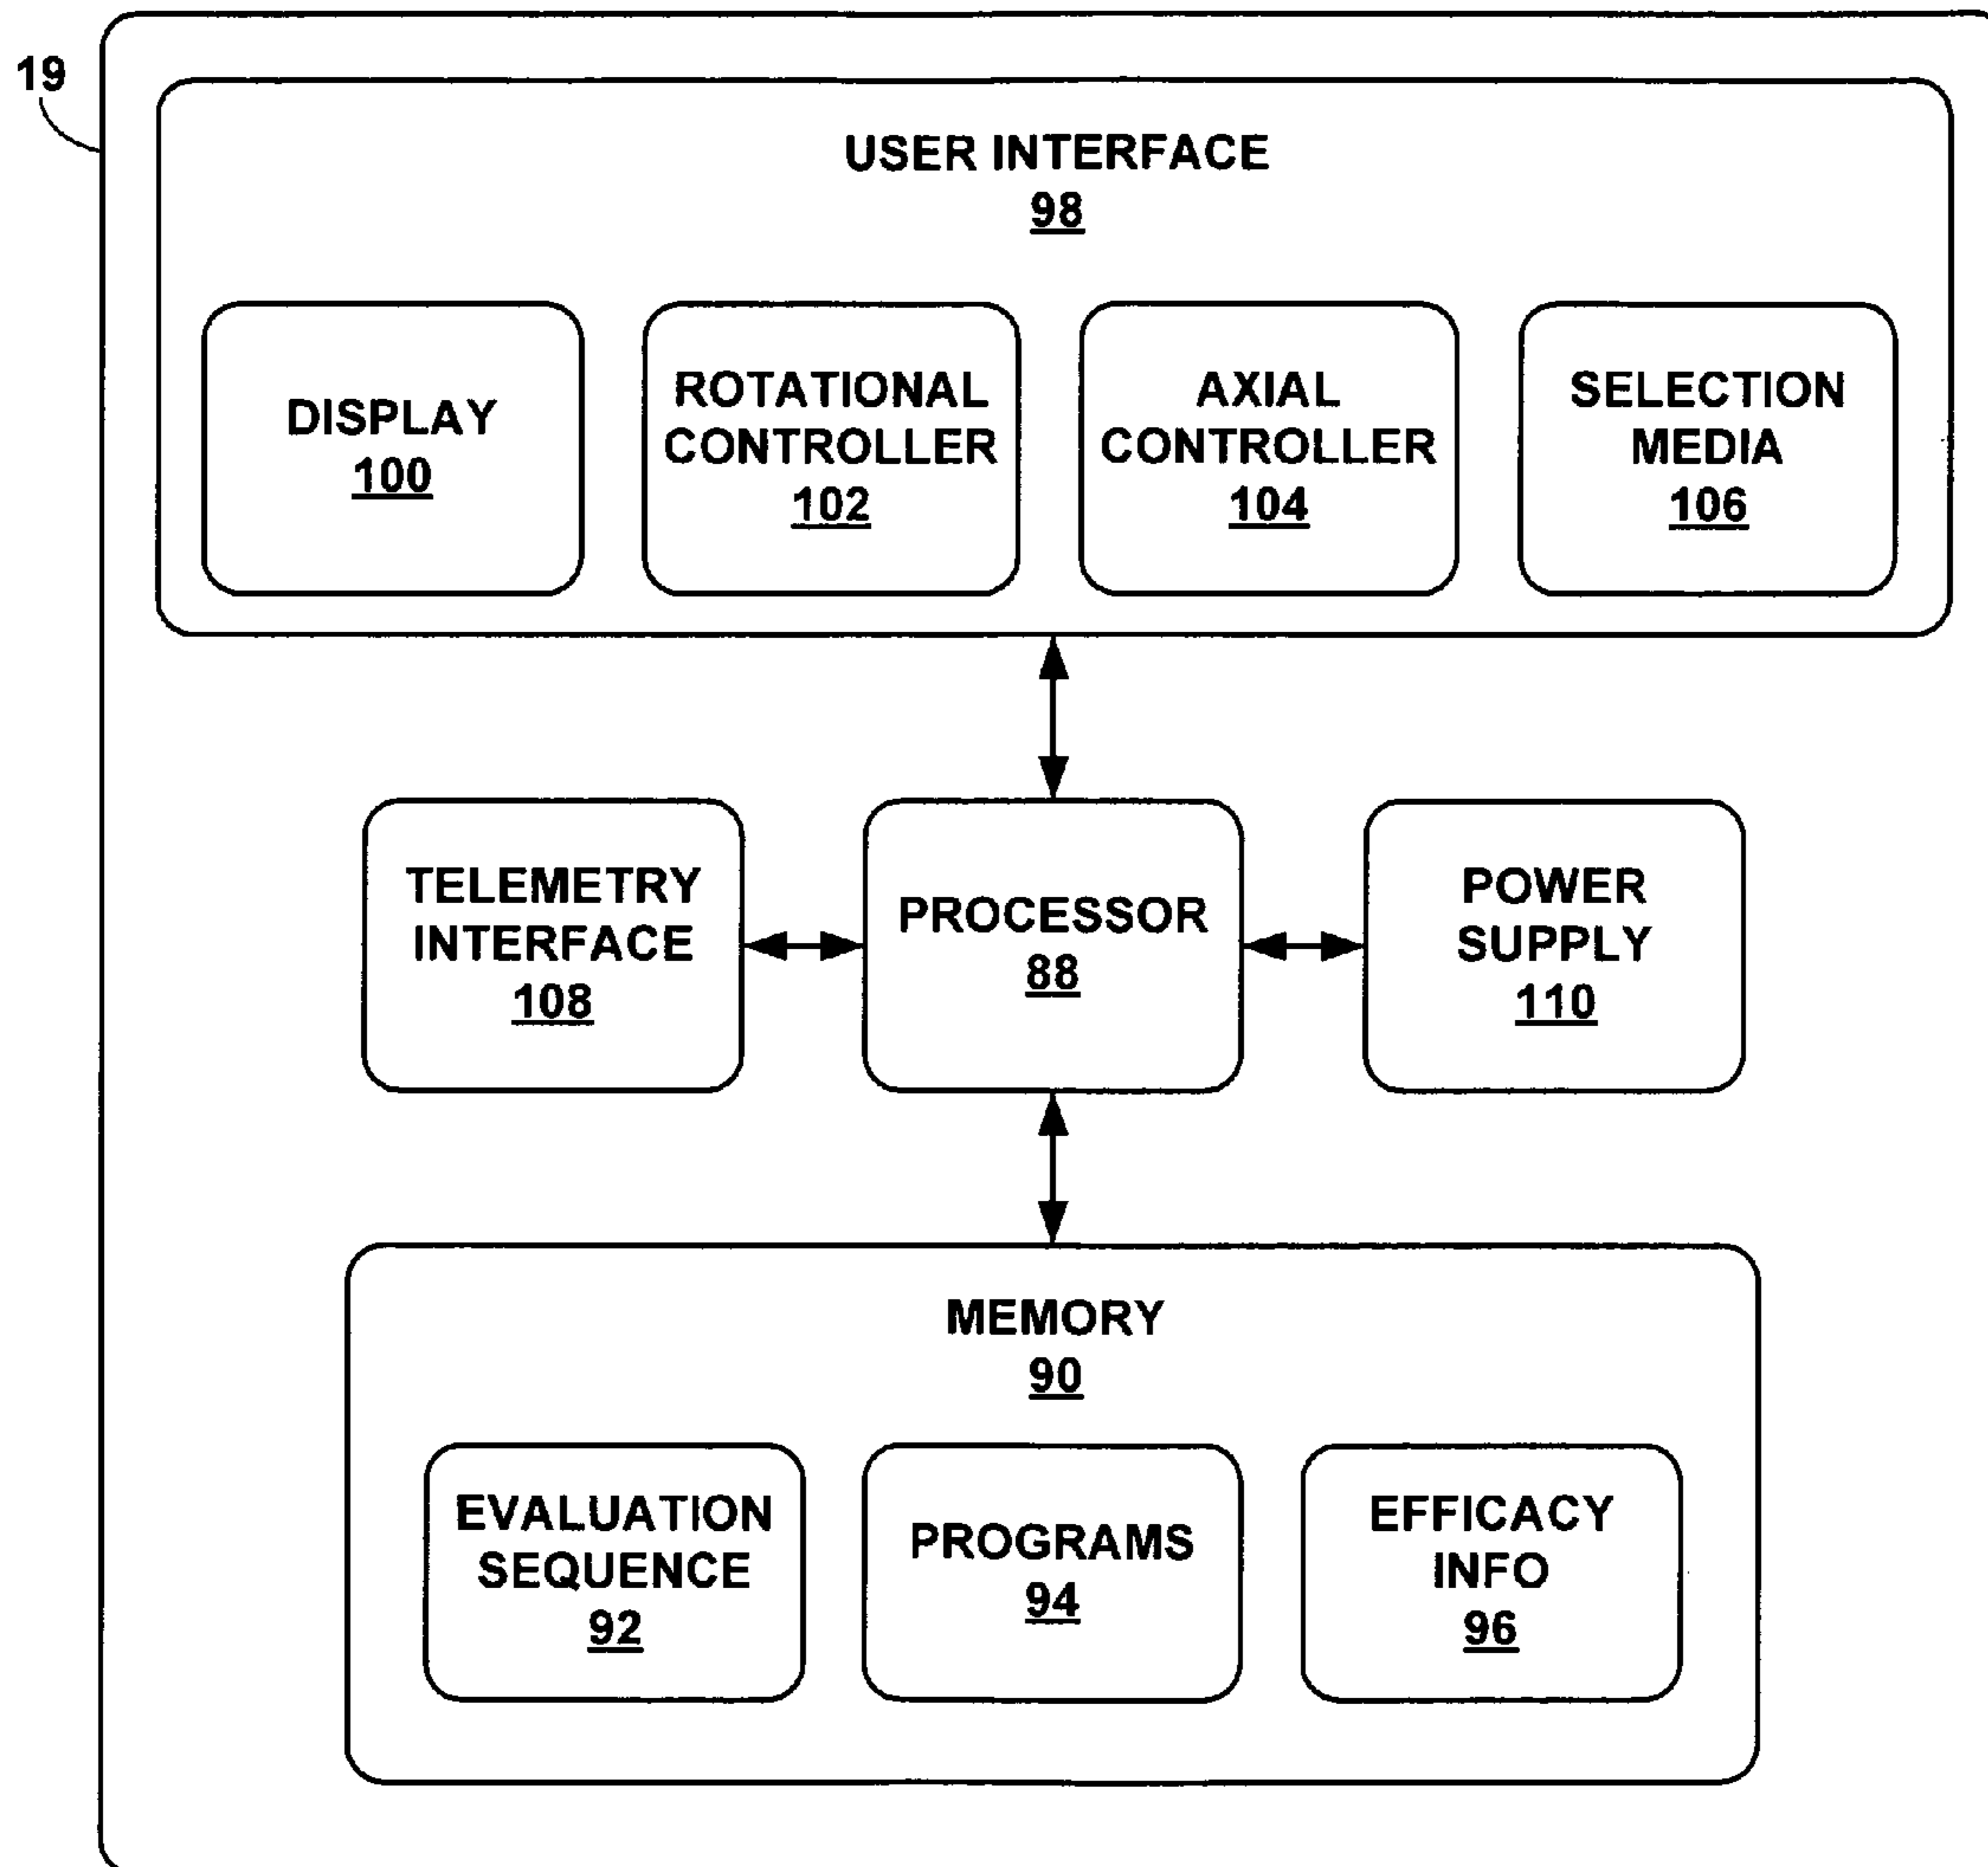 19
USER INTERFACE
98
DISPLAY
100
ROTATIONAL
CONTROLLER
102
AXIAL
CONTROLLER
104
SELECTION
MEDIA
106
TELEMETRY
INTERFACE
108
PROCESSOR
88
POWER
SUPPLY
110
MEMORY
90
EVALUATION
SEQUENCE
92
PROGRAMS
94
EFFICACY
INFO
96